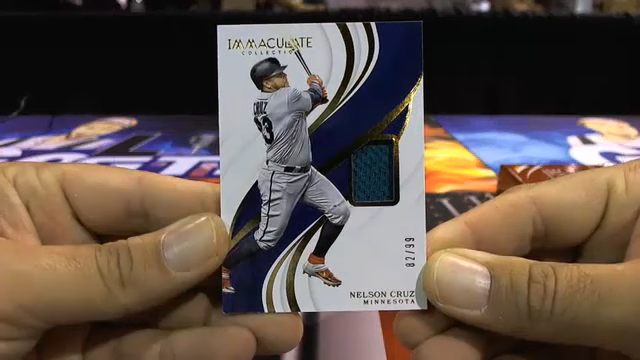 IMMACULATE
COLLECTION
CRUZ
23
82/99
NELSON CRUZ
MINNESOTA